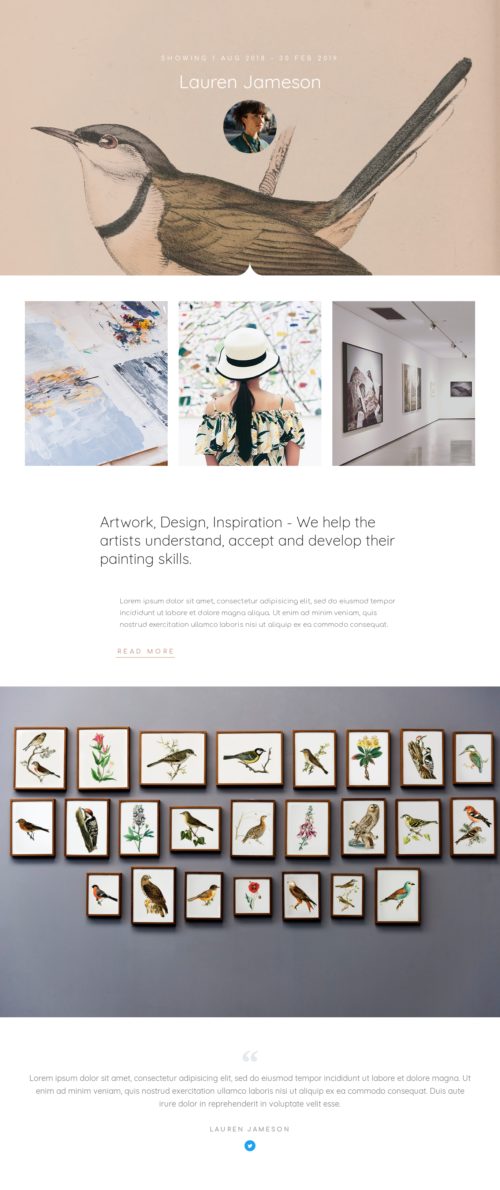 SHOWING 1 AUG 2018 - 20 FEB 2019
Lauren Jameson
Artwork, Design, Inspiration - We help the
artists understand, accept and develop their
painting skills.
Lorem ipsum dolor sit amet, consectetur adipisicing elit, sed do eiusmod tempor
incididunt ut labore et dolore magna aliqua. Ut enim ad minim veniam, quis
nostrud exercitation ullamco laboris nisi ut aliquip ex ea commodo consequat.
READ MORE
“
Lorem ipsum dolor sit amet, consectetur adipisicing elit, sed do eiusmod tempor incididunt ut labore et dolore magna. Ut
enim ad minim veniam, quis nostrud exercitation ullamco laboris nisi ut aliquip ex ea commodo consequat. Duis aute
irure dolor in reprehenderit in voluptate velit esse.
LAUREN JAMESON